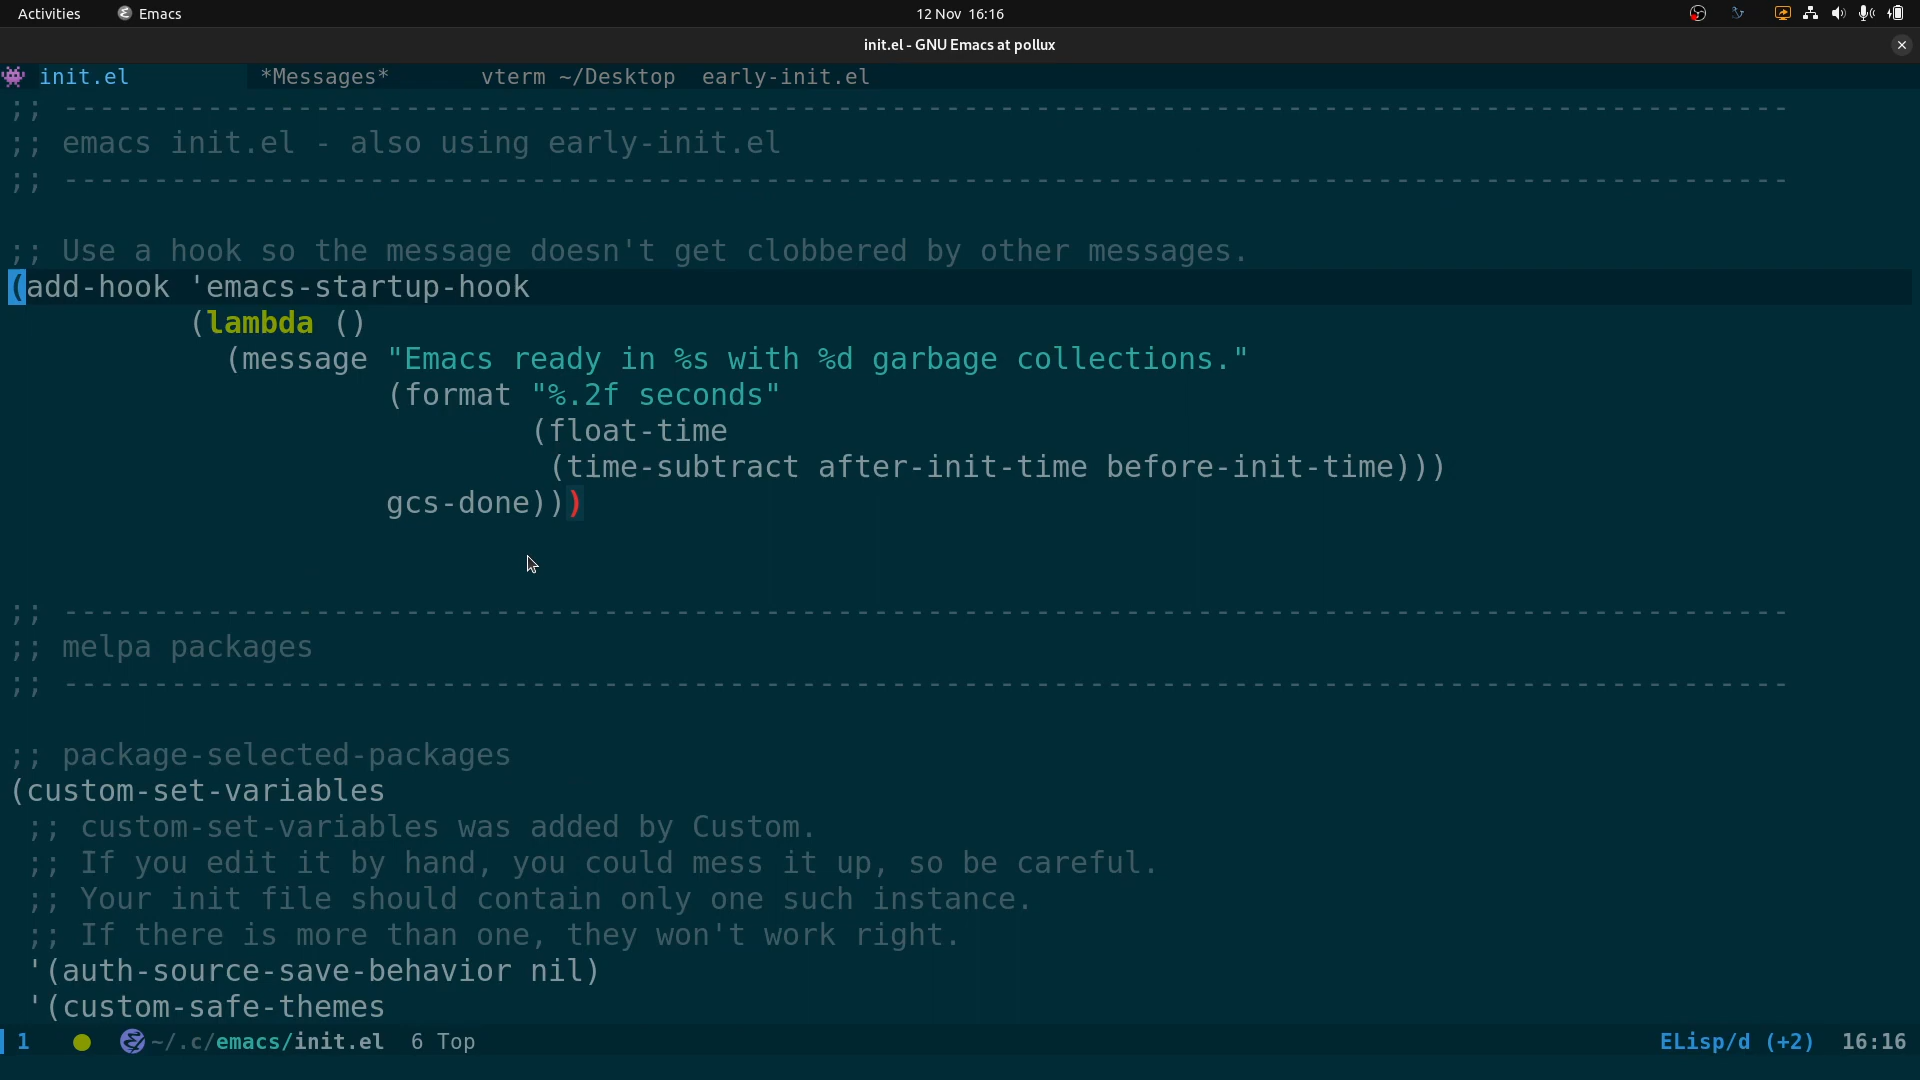 Activities Emacs 12 Nov 16:16
init.el - GNU Emacs at pollux
init.el *Messages* vterm ~/Desktop early-init.el
;; ------------------------------------------------------------------------------------------------
;; emacs init.el - also using early-init.el
;; ------------------------------------------------------------------------------------------------
;; Use a hook so the message doesn't get clobbered by other messages.
(add-hook 'emacs-startup-hook
          (lambda ()
            (message "Emacs ready in %s with %d garbage collections."
                     (format "%.2f seconds"
                             (float-time
                              (time-subtract after-init-time before-init-time)))
                     gcs-done)))
;; ------------------------------------------------------------------------------------------------
;; melpa packages
;; ------------------------------------------------------------------------------------------------
;; package-selected-packages
(custom-set-variables
 ;; custom-set-variables was added by Custom.
 ;; If you edit it by hand, you could mess it up, so be careful.
 ;; Your init file should contain only one such instance.
 ;; If there is more than one, they won't work right.
 '(auth-source-save-behavior nil)
 '(custom-safe-themes
1 ~/.c/emacs/init.el 6 Top ELisp/d (+2) 16:16